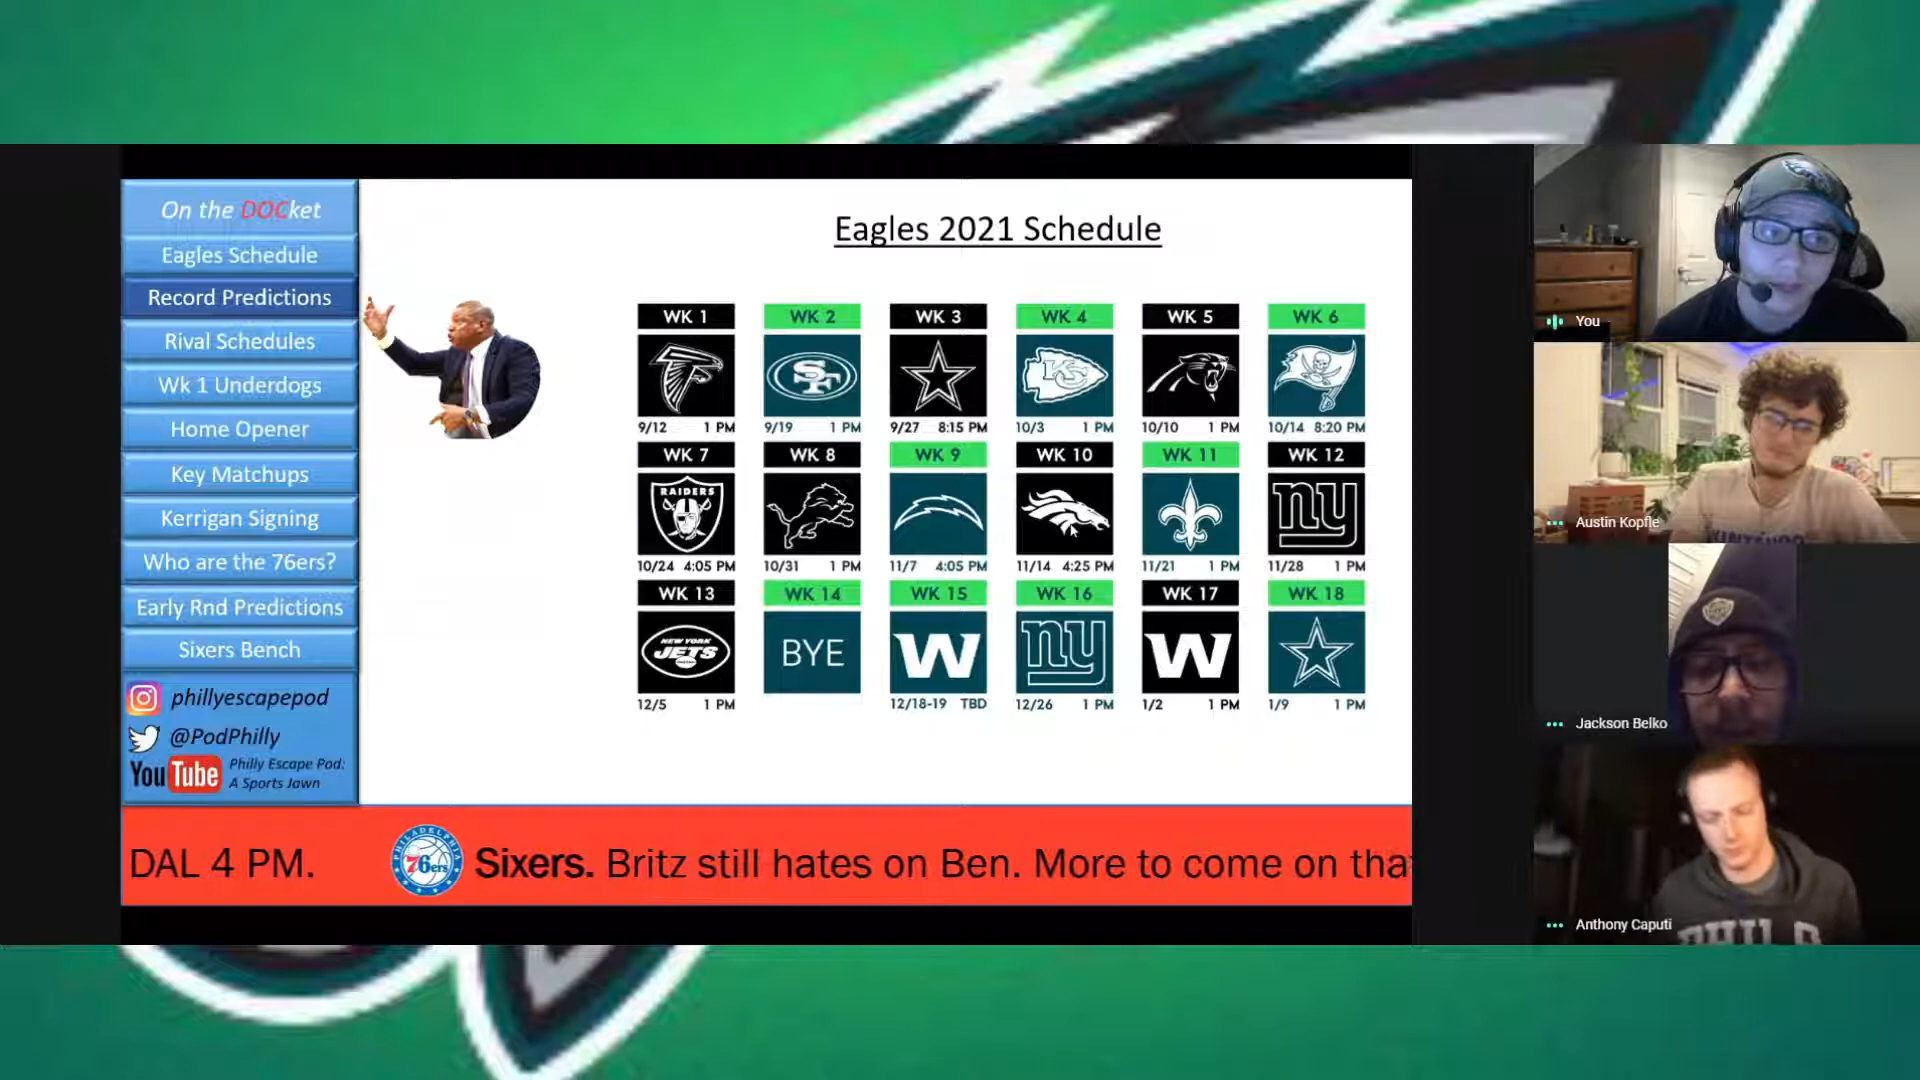 On the DOCket
Eagles Schedule
Record Predictions
Rival Schedules
Wk 1 Underdogs
Home Opener
Key Matchups
Kerrigan Signing
Who are the 76ers?
Early Rnd Predictions
Sixers Bench
phillyescapepod
@PodPhilly
YouTube
Philly Escape Pod:
A Sports Jawn
Eagles 2021 Schedule
WK 1 WK 2 WK 3 WK 4 WK 5 WK 6
SF KC
9/12 1 PM 9/19 1 PM 9/27 8:15 PM 10/3 1 PM 10/10 1 PM 10/14 8:20 PM
WK 7 WK 8 WK 9 WK 10 WK 11 WK 12
RAIDERS ny
10/24 4:05 PM 10/31 1 PM 11/7 4:05 PM 11/14 4:25 PM 11/21 1 PM 11/28 1 PM
WK 13 WK 14 WK 15 WK 16 WK 17 WK 18
NEW YORK JETS BYE W ny W
12/5 1 PM 12/18-19 TBD 12/26 1 PM 1/2 1 PM 1/9 1 PM
DAL 4 PM. PHILADELPHIA 76ers Sixers. Britz still hates on Ben. More to come on tha
You
Austin Kopfle
Jackson Belko
Anthony Caputi